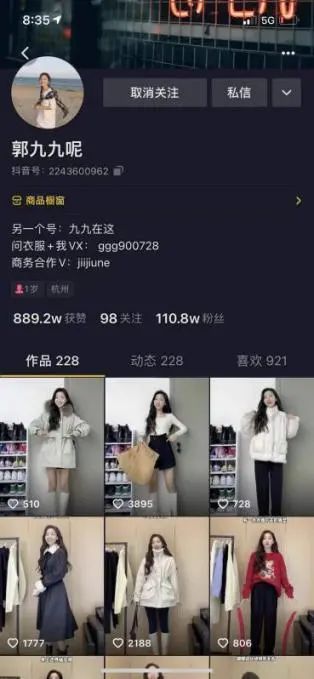 8:35
5G
郭九九呢
抖音号：2243600962
取消关注
私信
商品橱窗
另一个号：九九在这
问衣服+我VX：ggg900728
商务合作V：jiijiune
1岁
杭州
889.2w 获赞 98 关注 110.8w 粉丝
作品 228
动态 228
喜欢 921
510
3895
728
1777
2188
806